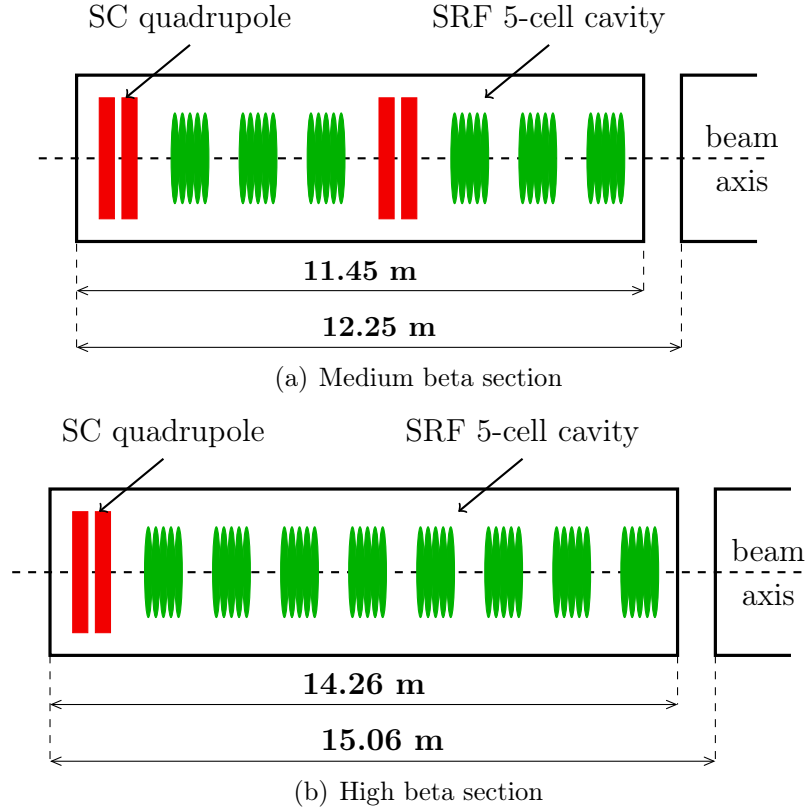 SC quadrupole
SRF 5-cell cavity
beam
axis
11.45 m
12.25 m
(a) Medium beta section
SC quadrupole
SRF 5-cell cavity
beam
axis
14.26 m
15.06 m
(b) High beta section